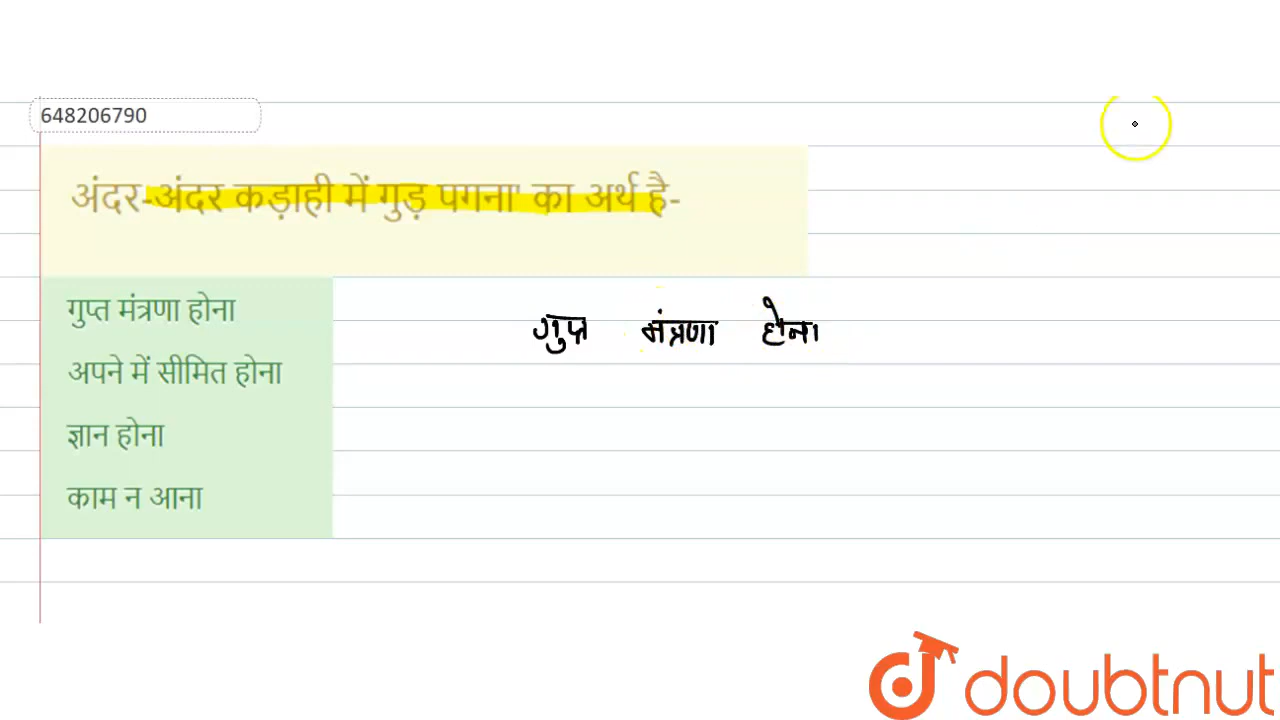 648206790
अंदर-अंदर कड़ाही में गुड़ पगना' का अर्थ है-
गुप्त मंत्रणा होना
गुप्त मंत्रणा होना
अपने में सीमित होना
ज्ञान होना
काम न आना
doubtnut